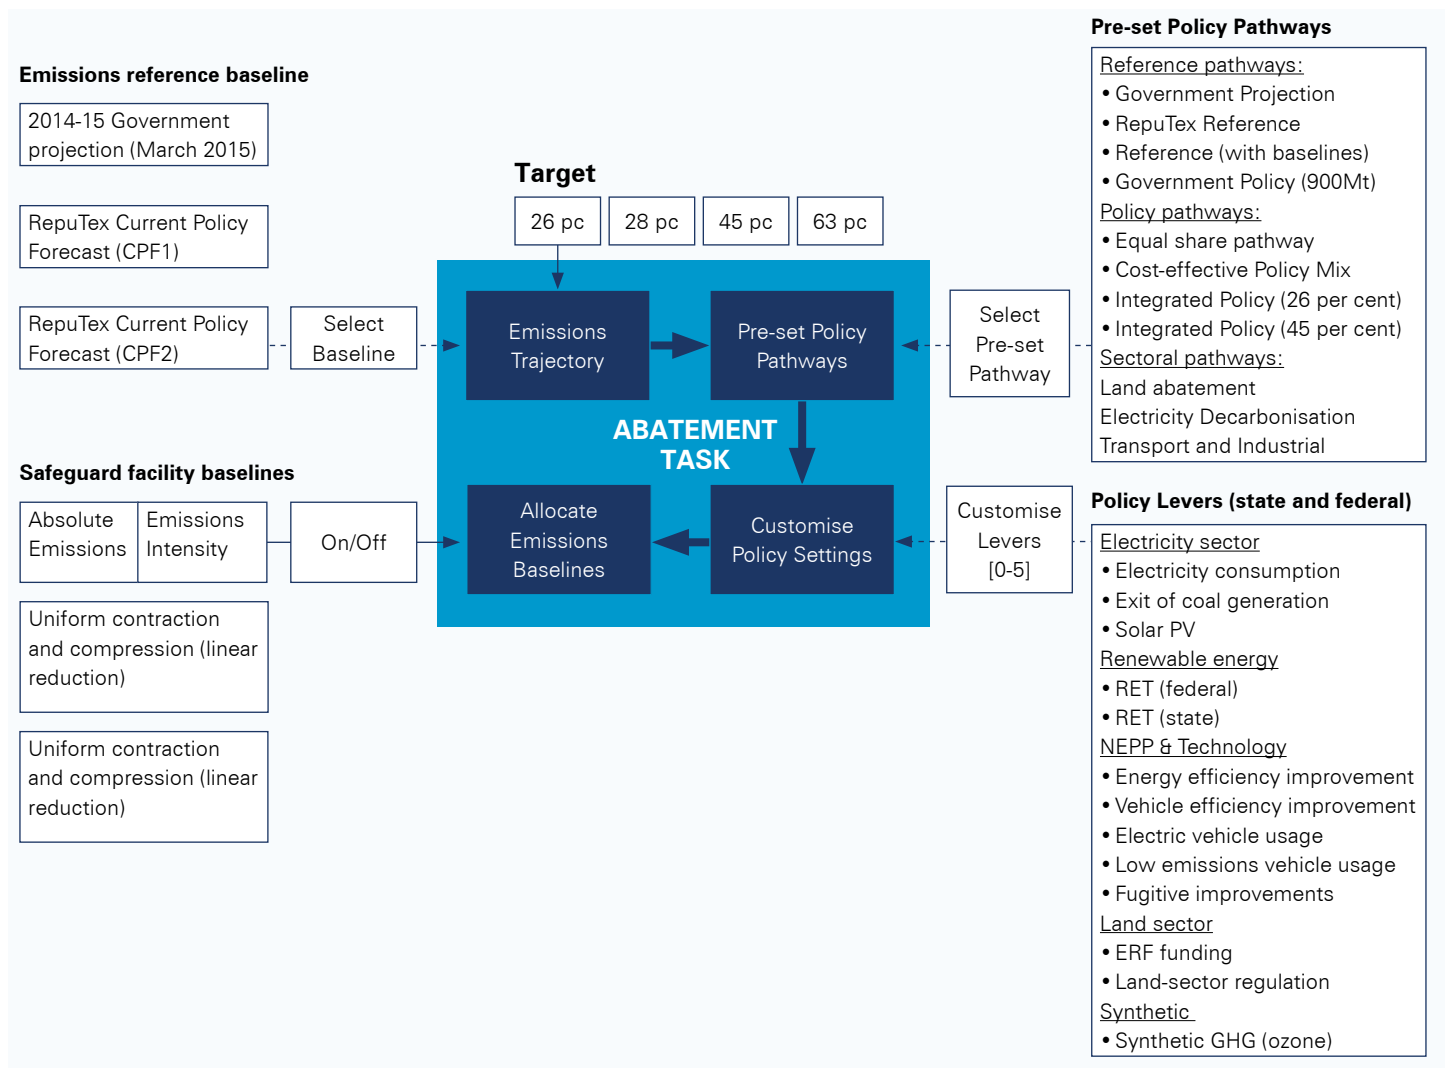 Emissions reference baseline
2014-15 Government
projection (March 2015)
RepuTex Current Policy
Forecast (CPF1)
RepuTex Current Policy
Forecast (CPF2)
Select
Baseline
Safeguard facility baselines
Absolute
Emissions
Emissions
Intensity
On/Off
Uniform contraction
and compression (linear
reduction)
Uniform contraction
and compression (linear
reduction)
Target
26 pc
28 pc
45 pc
63 pc
Emissions
Trajectory
Pre-set Policy
Pathways
ABATEMENT
TASK
Allocate
Emissions
Baselines
Customise
Policy Settings
Select
Pre-set
Pathway
Customise
Levers
[0-5]
Pre-set Policy Pathways
Reference pathways:
• Government Projection
• RepuTex Reference
• Reference (with baselines)
• Government Policy (900Mt)
Policy pathways:
• Equal share pathway
• Cost-effective Policy Mix
• Integrated Policy (26 per cent)
• Integrated Policy (45 per cent)
Sectoral pathways:
Land abatement
Electricity Decarbonisation
Transport and Industrial
Policy Levers (state and federal)
Electricity sector
• Electricity consumption
• Exit of coal generation
• Solar PV
Renewable energy
• RET (federal)
• RET (state)
NEPP & Technology
• Energy efficiency improvement
• Vehicle efficiency improvement
• Electric vehicle usage
• Low emissions vehicle usage
• Fugitive improvements
Land sector
• ERF funding
• Land-sector regulation
Synthetic
• Synthetic GHG (ozone)